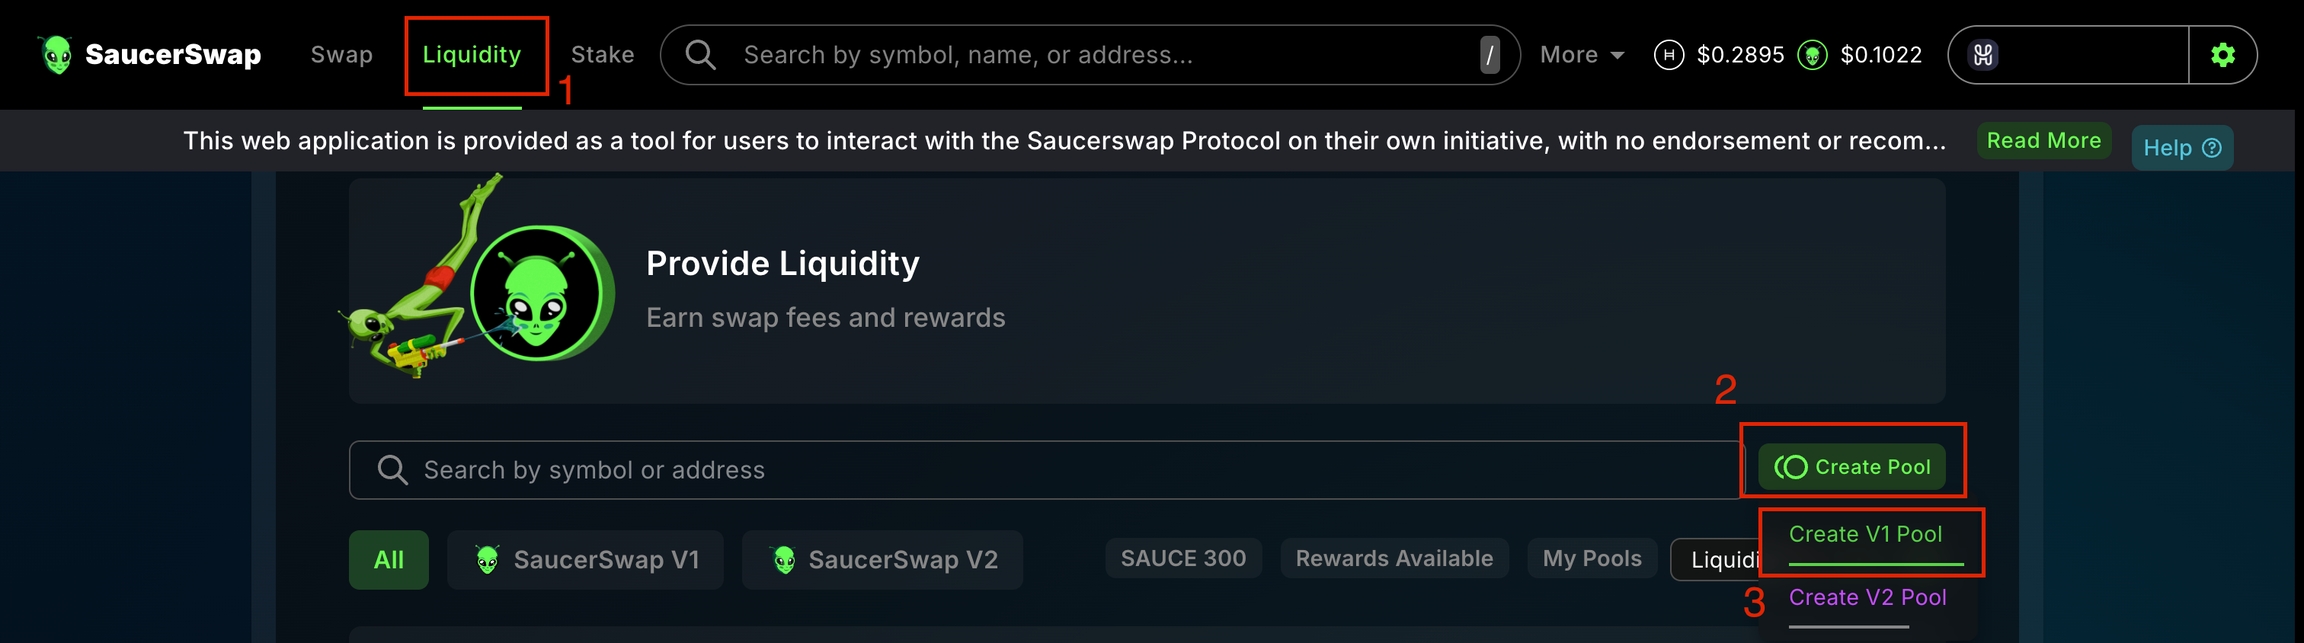 SaucerSwap Swap Liquidity Stake Search by symbol, name, or address... / More H $0.2895 $0.1022
1
This web application is provided as a tool for users to interact with the Saucerswap Protocol on their own initiative, with no endorsement or recom... Read More Help ?
Provide Liquidity
Earn swap fees and rewards
2
Search by symbol or address Create Pool
Create V1 Pool
All SaucerSwap V1 SaucerSwap V2 SAUCE 300 Rewards Available My Pools Liquidi
3 Create V2 Pool